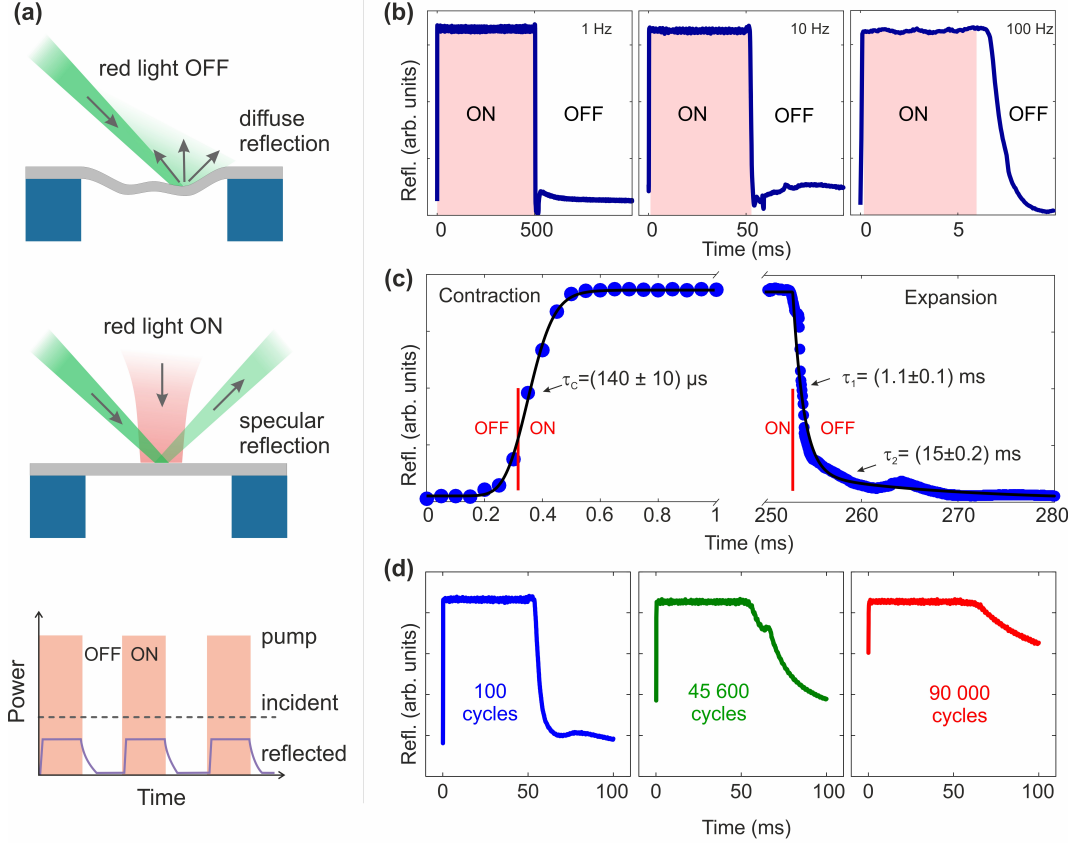 (a)
red light OFF
diffuse
reflection
red light ON
specular
reflection
Power
OFF
ON
pump
incident
reflected
Time
(b)
Refl. (arb. units)
1 Hz
ON
OFF
0
500
10 Hz
ON
OFF
0
50
100 Hz
ON
OFF
0
5
Time (ms)
(c)
Refl. (arb. units)
Contraction
Expansion
τC=(140 ± 10) μs
OFF
ON
τ1= (1.1±0.1) ms
ON
OFF
τ2= (15±0.2) ms
0
0.2
0.4
0.6
0.8
1
250
260
270
280
Time (ms)
(d)
Refl. (arb. units)
100
cycles
0
50
100
45 600
cycles
0
50
100
90 000
cycles
0
50
100
Time (ms)